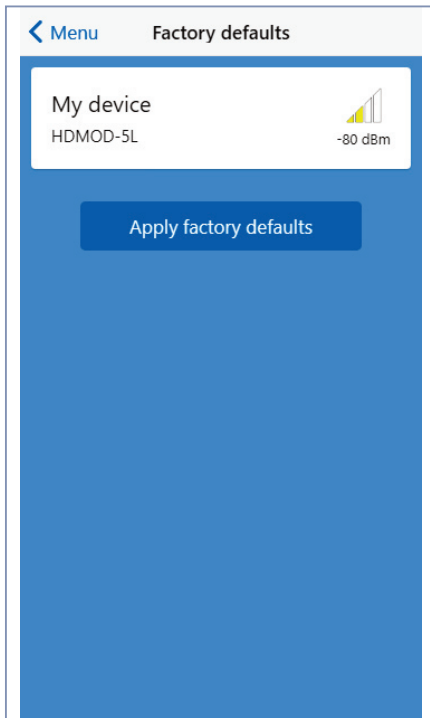 Menu Factory defaults
My device
HDMOD-5L
-80 dBm
Apply factory defaults